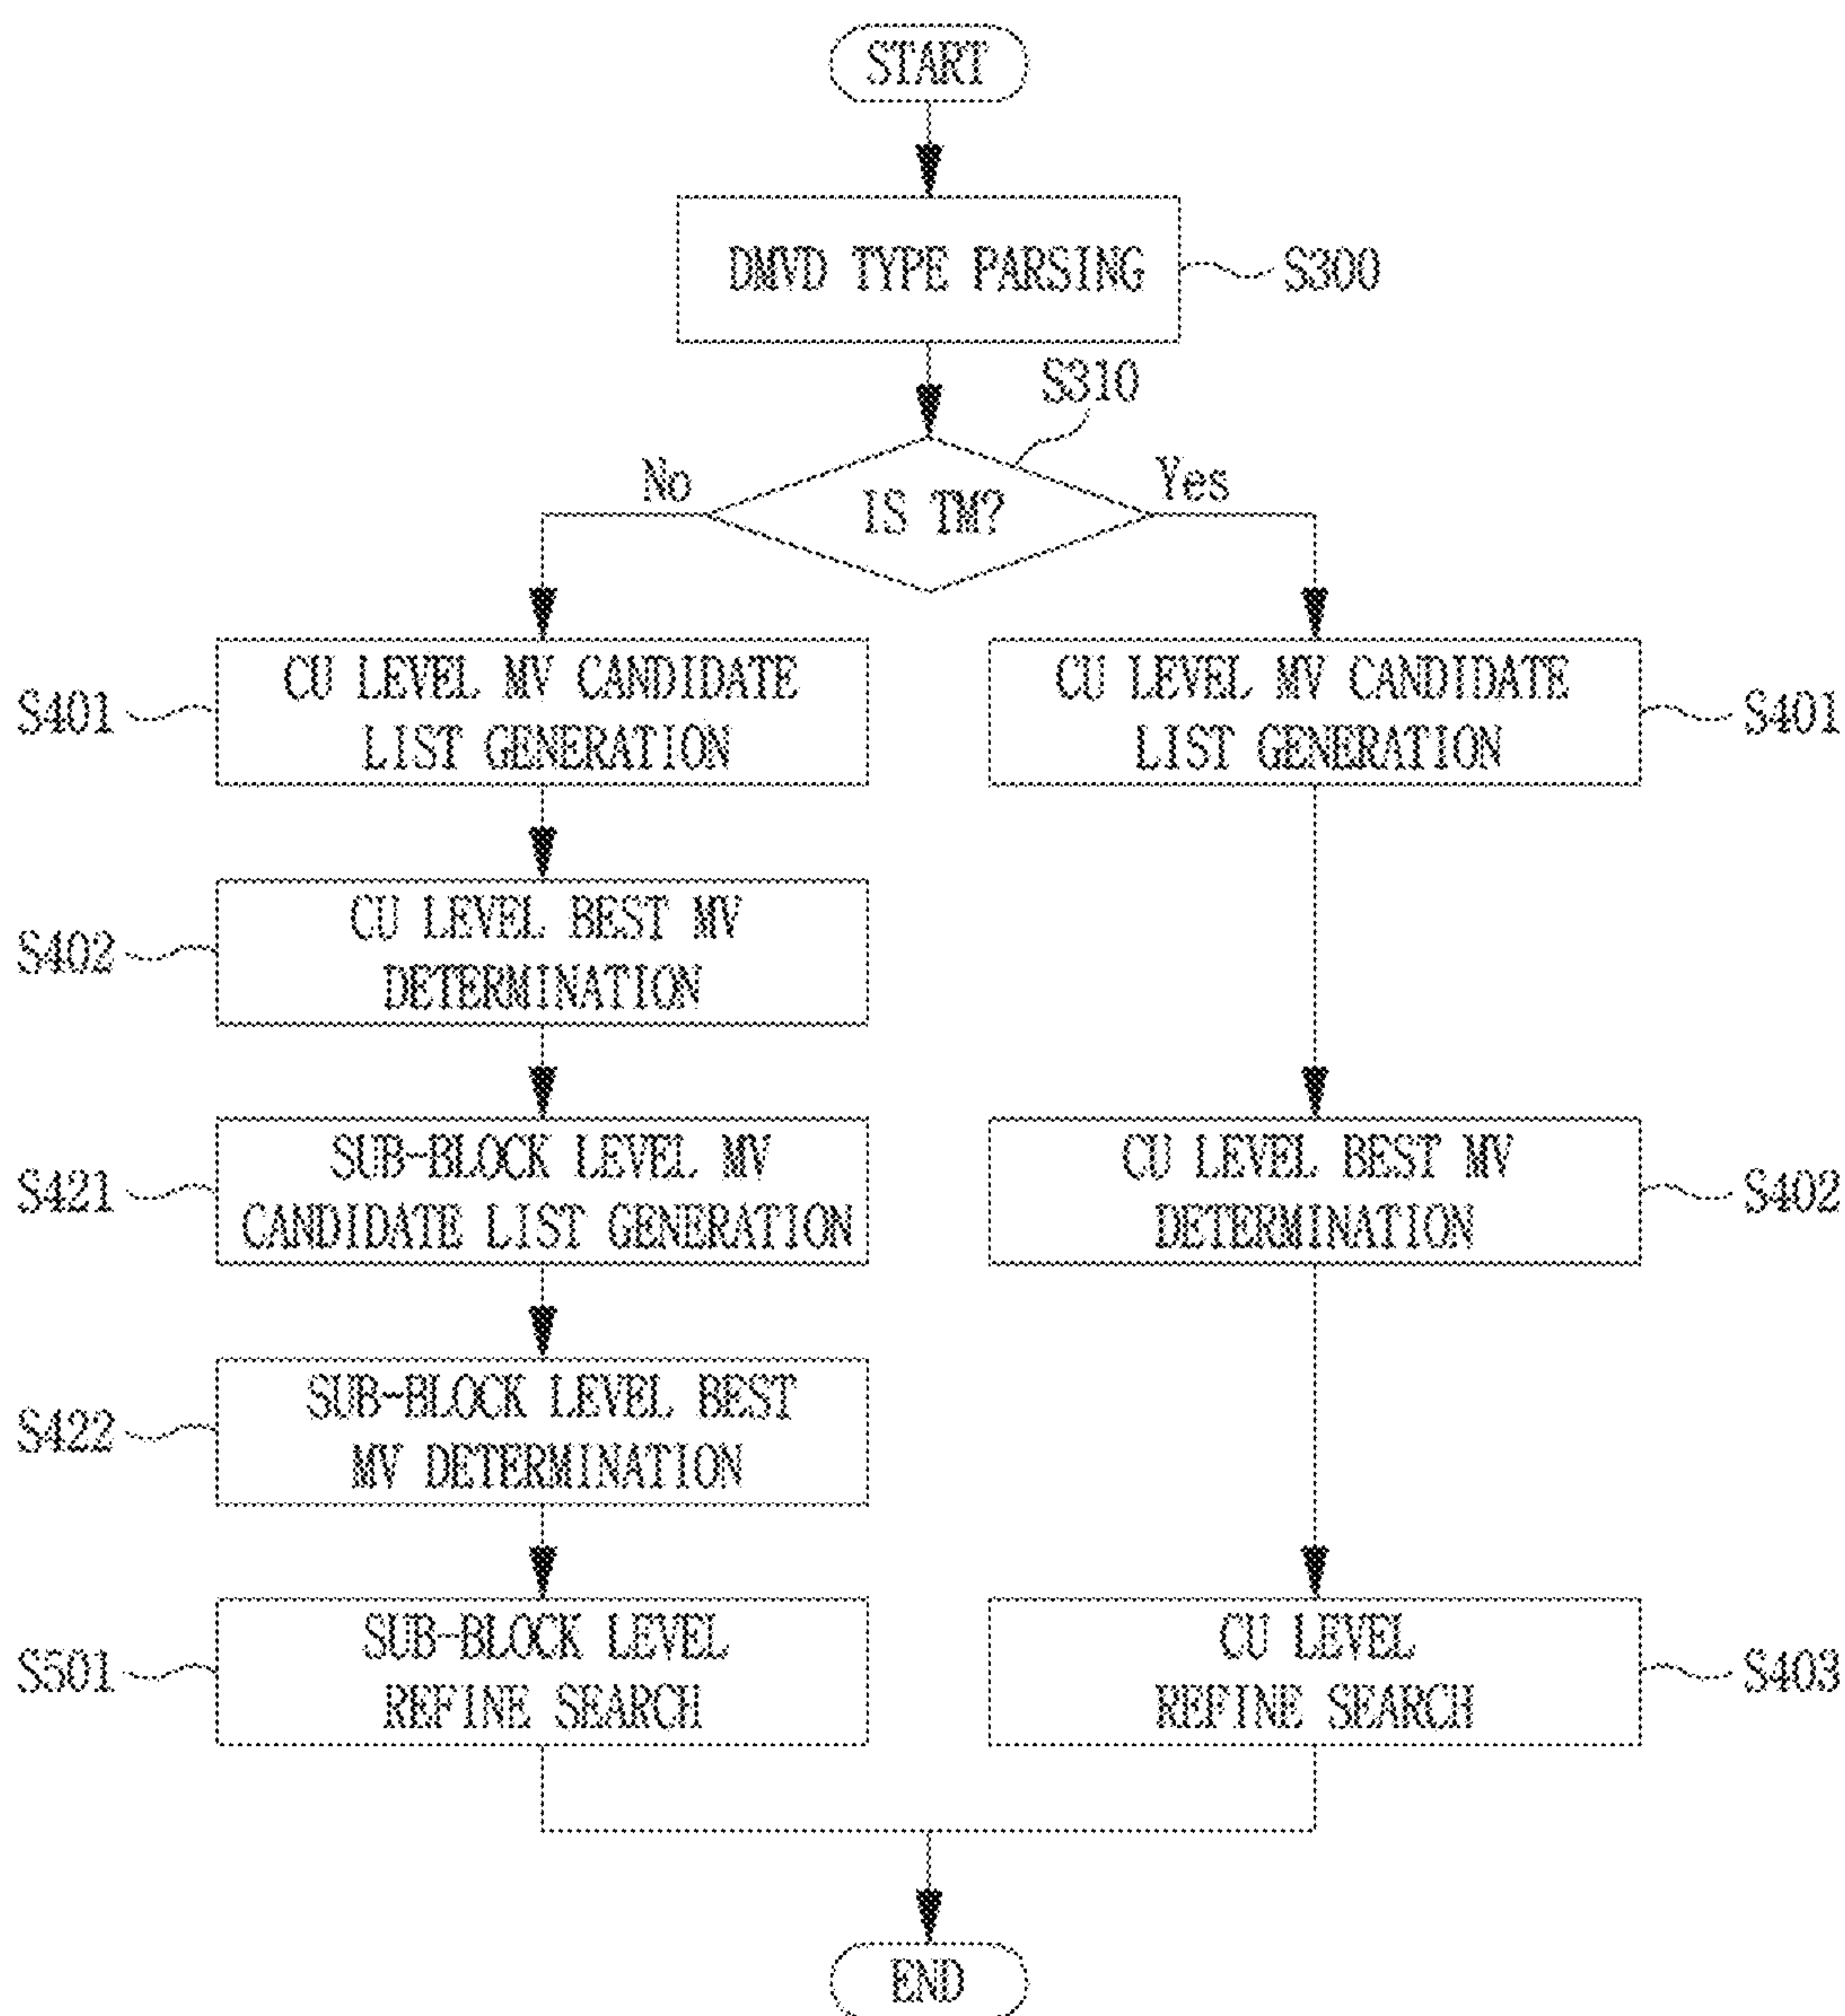 START
DMVD TYPE PARSING
S300
S310
No
IS TM?
Yes
S401
CU LEVEL MV CANDIDATE
LIST GENERATION
CU LEVEL MV CANDIDATE
LIST GENERATION
S401
S402
CU LEVEL BEST MV
DETERMINATION
S421
SUB-BLOCK LEVEL MV
CANDIDATE LIST GENERATION
CU LEVEL BEST MV
DETERMINATION
S402
S422
SUB-BLOCK LEVEL BEST
MV DETERMINATION
S501
SUB-BLOCK LEVEL
REFINE SEARCH
CU LEVEL
REFINE SEARCH
S403
END